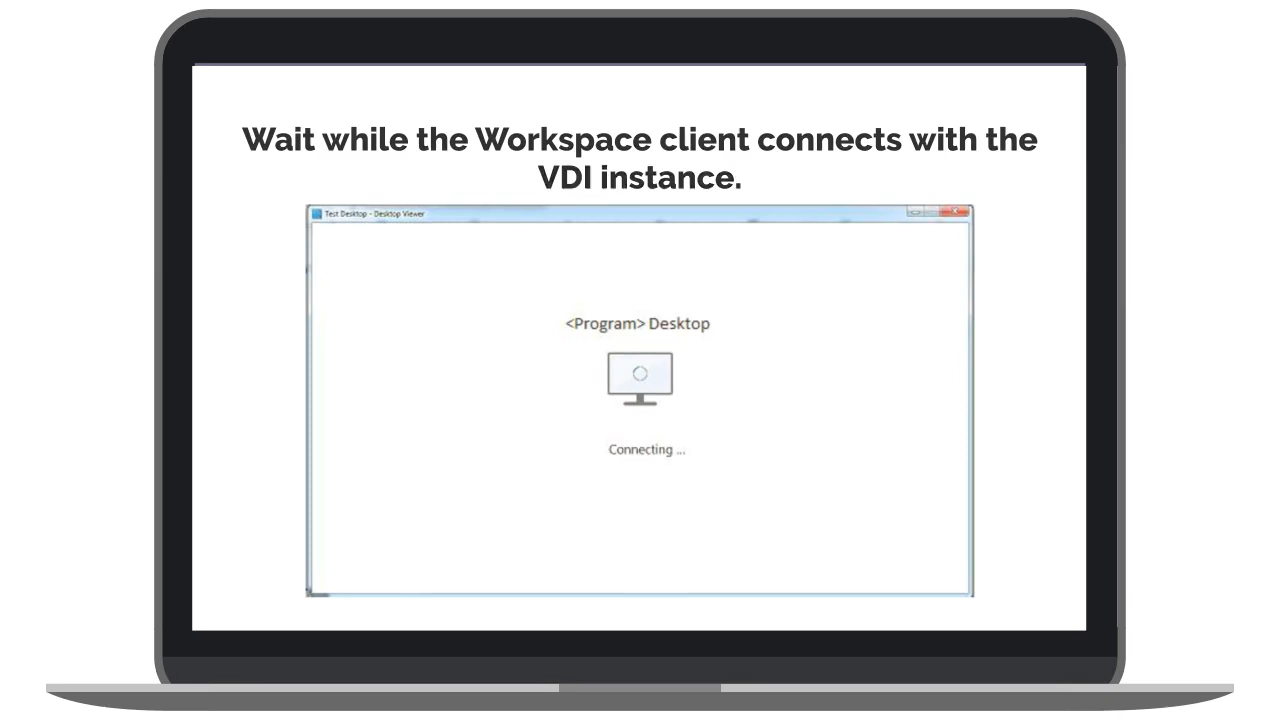 Wait while the Workspace client connects with the
VDI instance.
Test Desktop - Desktop Viewer
<Program> Desktop
Connecting ...